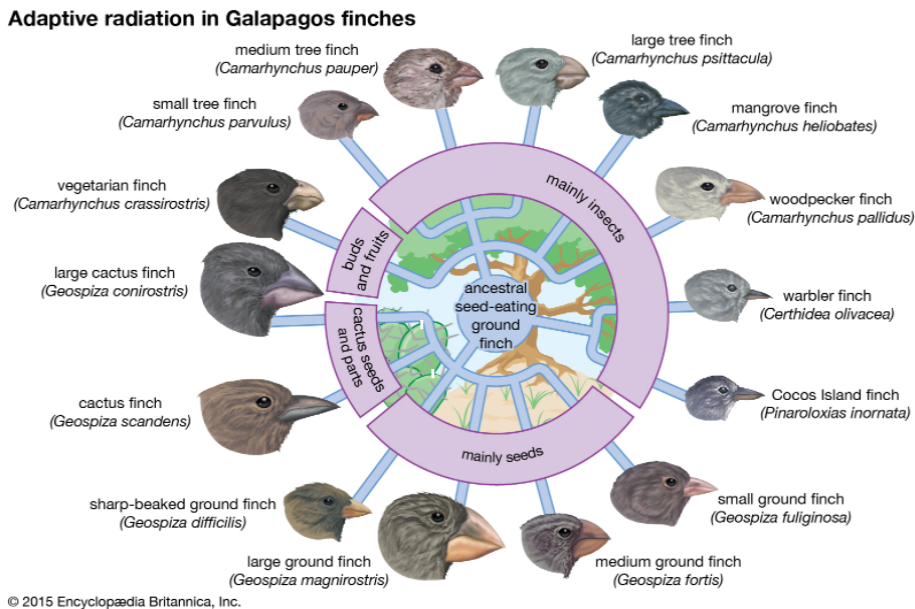 Adaptive radiation in Galapagos finches
medium tree finch
(Camarhynchus pauper)
large tree finch
(Camarhynchus psittacula)
small tree finch
(Camarhynchus parvulus)
mangrove finch
(Camarhynchus heliobates)
vegetarian finch
(Camarhynchus crassirostris)
woodpecker finch
(Camarhynchus pallidus)
large cactus finch
(Geospiza conirostris)
warbler finch
(Certhidea olivacea)
cactus finch
(Geospiza scandens)
Cocos Island finch
(Pinaroloxias inornata)
sharp-beaked ground finch
(Geospiza difficilis)
small ground finch
(Geospiza fuliginosa)
large ground finch
(Geospiza magnirostris)
medium ground finch
(Geospiza fortis)
mainly insects
buds
and fruits
cactus seeds
and parts
mainly seeds
ancestral
seed-eating
ground
finch
© 2015 Encyclopædia Britannica, Inc.